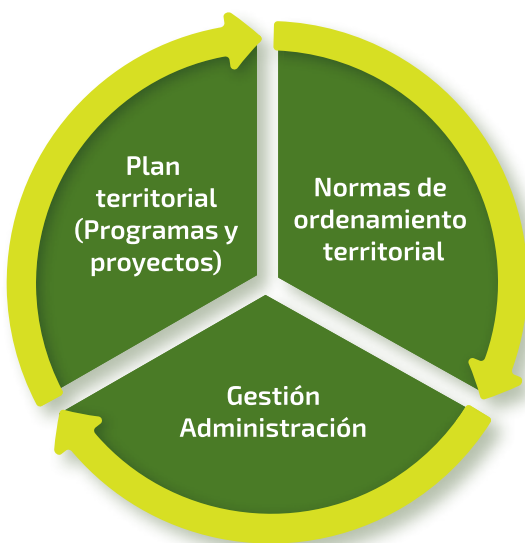 Plan
territorial
(Programas y
proyectos)
Normas de
ordenamiento
territorial
Gestión
Administración